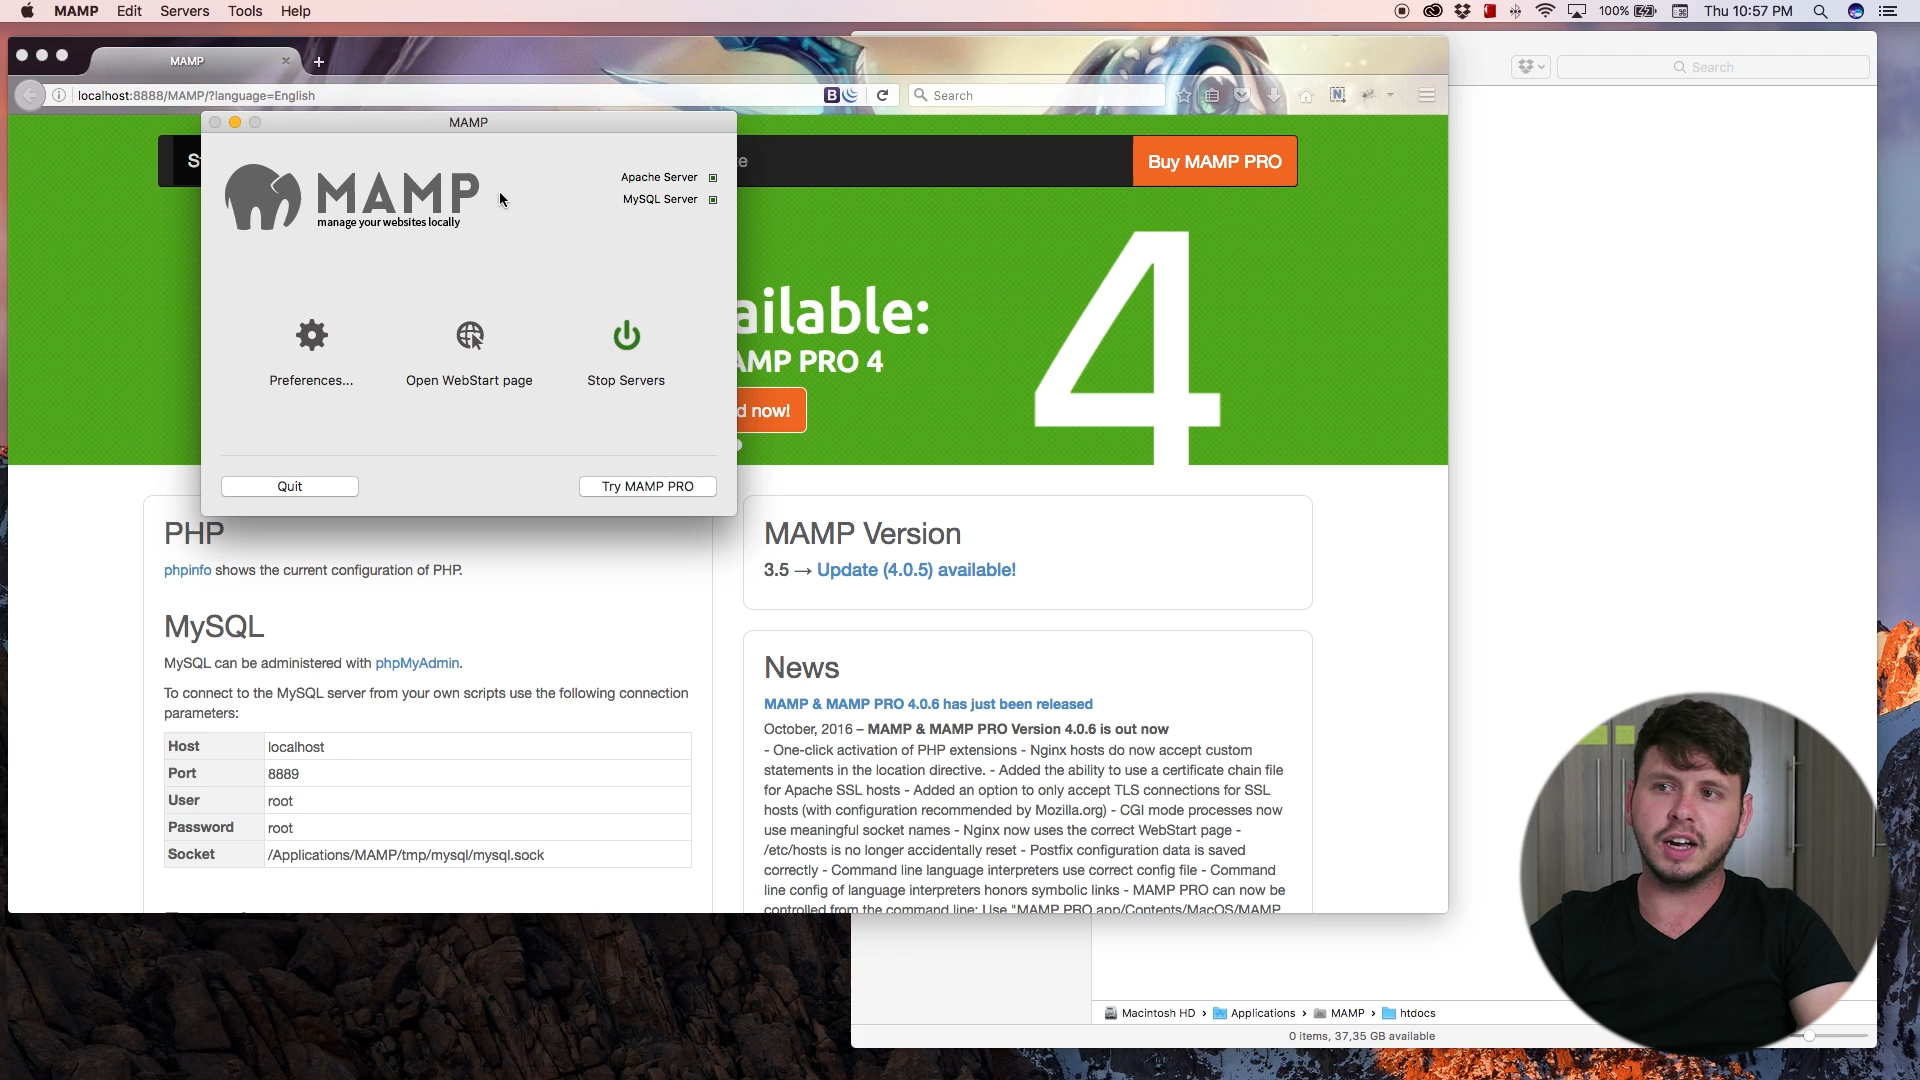 MAMP Edit Servers Tools Help
100% Thu 10:57 PM
MAMP
localhost:8888/MAMP/?language=English
B
Search
Search
MAMP
Buy MAMP PRO
MAMP
manage your websites locally
Apache Server
MySQL Server
ailable:
AMP PRO 4
d now!
4
Preferences...
Open WebStart page
Stop Servers
Quit
Try MAMP PRO
PHP
phpinfo shows the current configuration of PHP.
MySQL
MySQL can be administered with phpMyAdmin.
To connect to the MySQL server from your own scripts use the following connection
parameters:
Host localhost
Port 8889
User root
Password root
Socket /Applications/MAMP/tmp/mysql/mysql.sock
MAMP Version
3.5 → Update (4.0.5) available!
News
MAMP & MAMP PRO 4.0.6 has just been released
October, 2016 – MAMP & MAMP PRO Version 4.0.6 is out now
- One-click activation of PHP extensions - Nginx hosts do now accept custom
statements in the location directive. - Added the ability to use a certificate chain file
for Apache SSL hosts - Added an option to only accept TLS connections for SSL
hosts (with configuration recommended by Mozilla.org) - CGI mode processes now
use meaningful socket names - Nginx now uses the correct WebStart page -
/etc/hosts is no longer accidentally reset - Postfix configuration data is saved
correctly - Command line language interpreters use correct config file - Command
line config of language interpreters honors symbolic links - MAMP PRO can now be
controlled from the command line: Use "MAMP PRO.app/Contents/MacOS/MAMP
Macintosh HD › Applications › MAMP › htdocs
0 items, 37,35 GB available